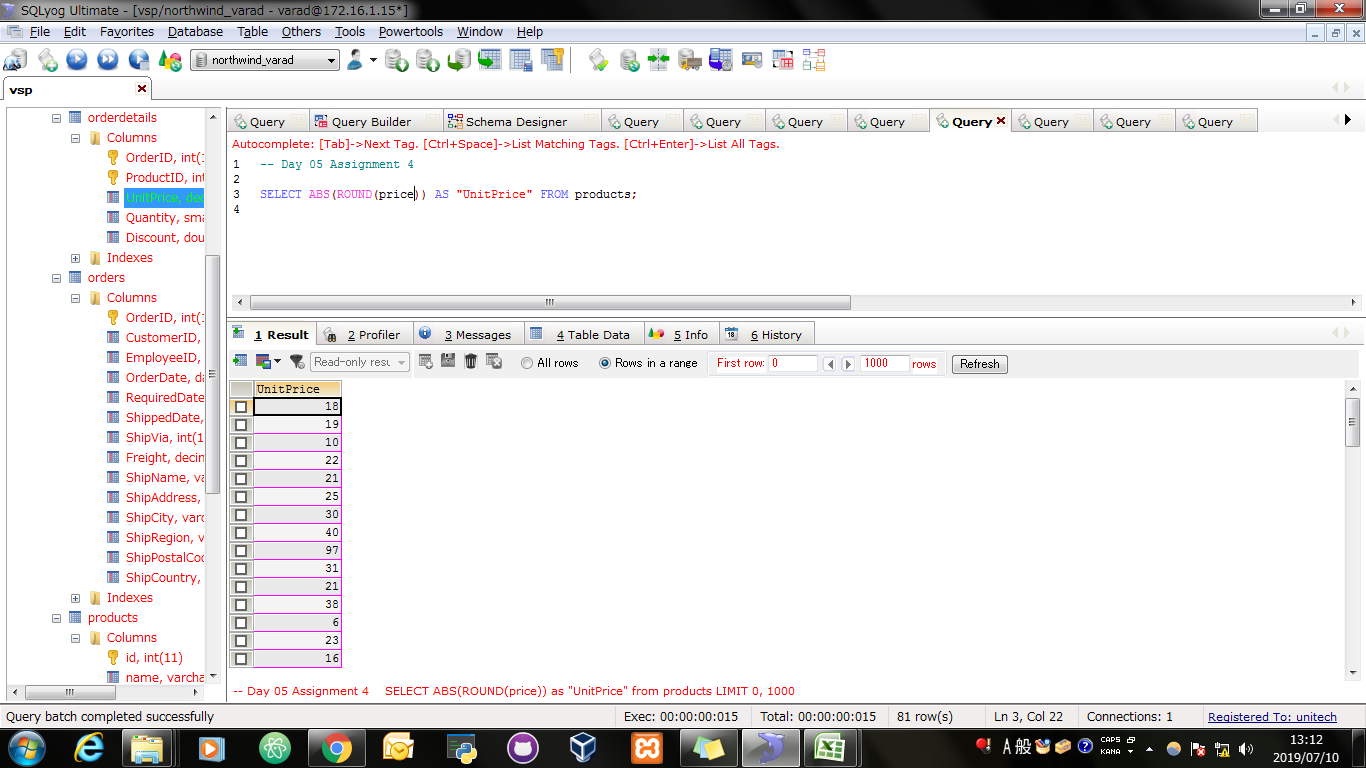 SQLyog Ultimate - [vsp/northwind_varad - varad@172.16.1.15*]
File Edit Favorites Database Table Others Tools Powertools Window Help
northwind_varad
vsp
orderdetails
Columns
OrderID, int(1
ProductID, int
UnitPrice, de
Quantity, sma
Discount, dou
Indexes
orders
Columns
OrderID, int(1
CustomerID,
EmployeeID,
OrderDate, da
RequiredDate
ShippedDate,
ShipVia, int(1
Freight, decin
ShipName, va
ShipAddress,
ShipCity, varc
ShipRegion, v
ShipPostalCod
ShipCountry,
Indexes
products
Columns
id, int(11)
name, varcha
Query Query Builder Schema Designer Query Query Query Query Query Query Query Query
Autocomplete: [Tab]->Next Tag. [Ctrl+Space]->List Matching Tags. [Ctrl+Enter]->List All Tags.
1 -- Day 05 Assignment 4
2
3 SELECT ABS(ROUND(price)) AS "UnitPrice" FROM products;
4
1 Result 2 Profiler 3 Messages 4 Table Data 5 Info 6 History
Read-only resu All rows Rows in a range First row: 0 1000 rows Refresh
UnitPrice
18
19
10
22
21
25
30
40
97
31
21
38
6
23
16
-- Day 05 Assignment 4 SELECT ABS(ROUND(price)) as "UnitPrice" from products LIMIT 0, 1000
Query batch completed successfully Exec: 00:00:00:015 Total: 00:00:00:015 81 row(s) Ln 3, Col 22 Connections: 1 Registered To: unitech
A 般 CAPS KANA 13:12
2019/07/10